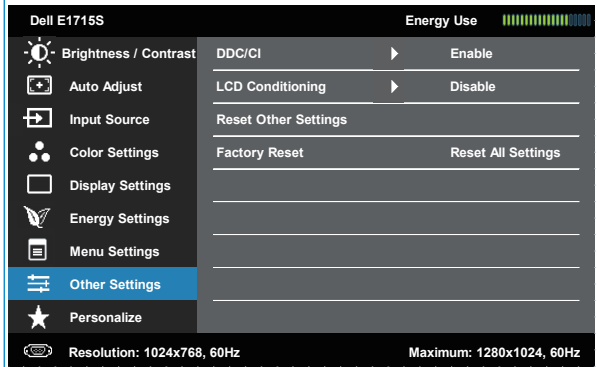 Dell E1715S Energy Use
Brightness / Contrast DDC/CI Enable
Auto Adjust LCD Conditioning Disable
Input Source Reset Other Settings
Color Settings Factory Reset Reset All Settings
Display Settings
Energy Settings
Menu Settings
Other Settings
Personalize
Resolution: 1024x768, 60Hz Maximum: 1280x1024, 60Hz